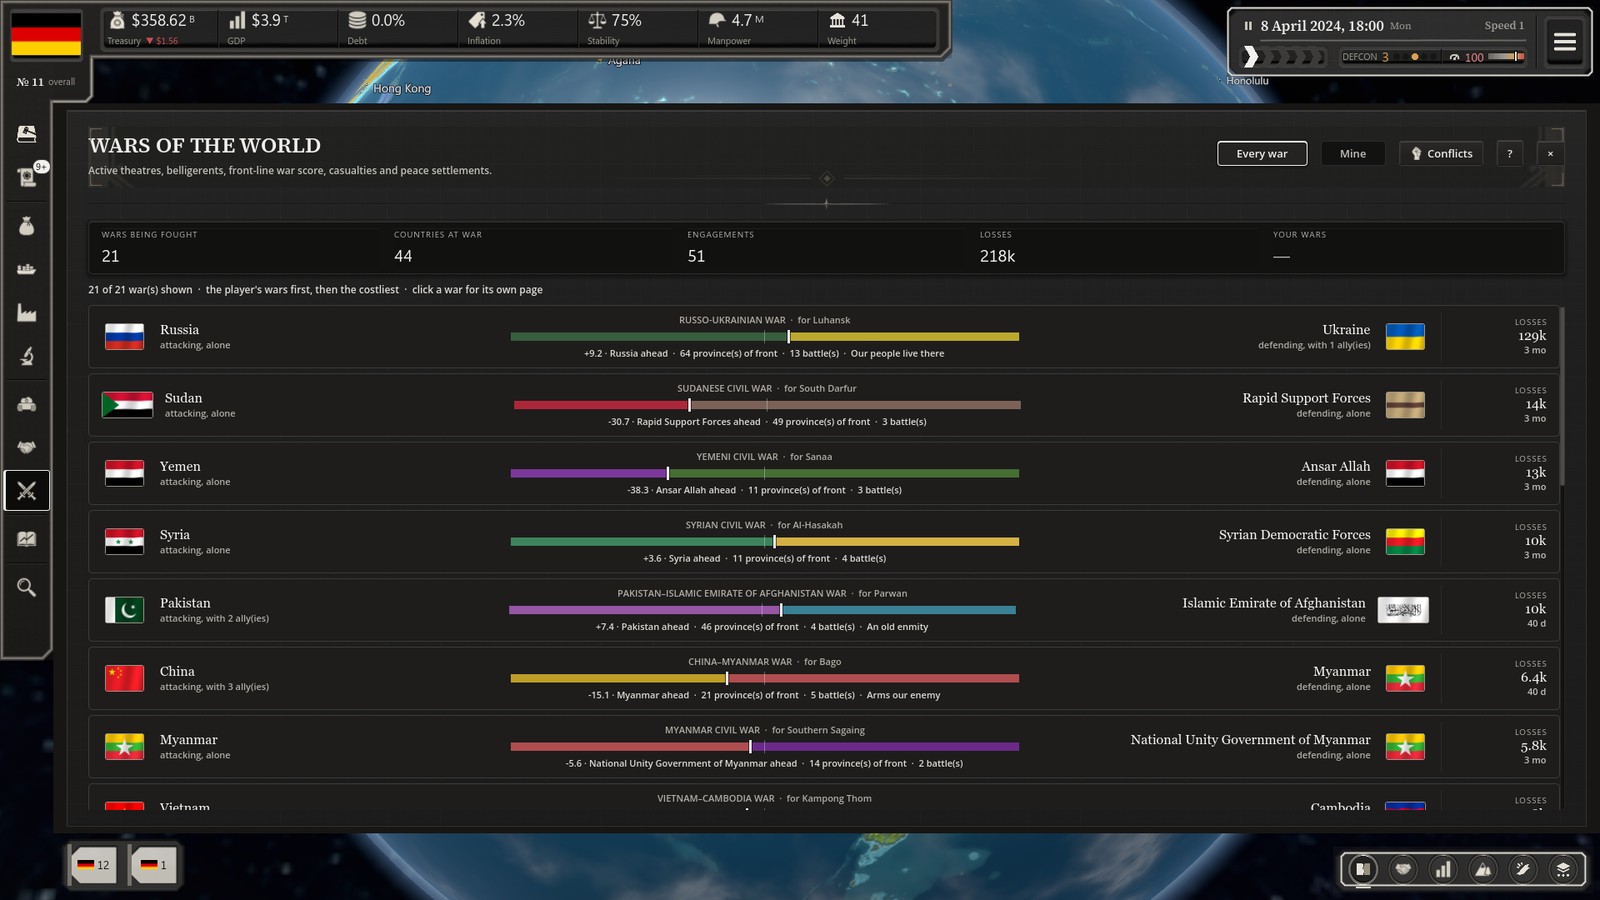 $358.62 B
Treasury ▼ $1.56
$3.9 T
GDP
0.0%
Debt
2.3%
Inflation
75%
Stability
4.7 M
Manpower
41
Weight
8 April 2024, 18:00 Mon Speed 1
DEFCON 3 100
№ 11 overall
Agana
Hong Kong
Honolulu
9+
WARS OF THE WORLD
Active theatres, belligerents, front-line war score, casualties and peace settlements.
Every war
Mine
Conflicts
?
×
WARS BEING FOUGHT
21
COUNTRIES AT WAR
44
ENGAGEMENTS
51
LOSSES
218k
YOUR WARS
—
21 of 21 war(s) shown · the player's wars first, then the costliest · click a war for its own page
Russia
attacking, alone
RUSSO-UKRAINIAN WAR · for Luhansk
+9.2 · Russia ahead · 64 province(s) of front · 13 battle(s) · Our people live there
Ukraine
defending, with 1 ally(ies)
LOSSES
129k
3 mo
Sudan
attacking, alone
SUDANESE CIVIL WAR · for South Darfur
-30.7 · Rapid Support Forces ahead · 49 province(s) of front · 3 battle(s)
Rapid Support Forces
defending, alone
LOSSES
14k
3 mo
Yemen
attacking, alone
YEMENI CIVIL WAR · for Sanaa
-38.3 · Ansar Allah ahead · 11 province(s) of front · 3 battle(s)
Ansar Allah
defending, alone
LOSSES
13k
3 mo
Syria
attacking, alone
SYRIAN CIVIL WAR · for Al-Hasakah
+3.6 · Syria ahead · 11 province(s) of front · 4 battle(s)
Syrian Democratic Forces
defending, alone
LOSSES
10k
3 mo
Pakistan
attacking, with 2 ally(ies)
PAKISTAN–ISLAMIC EMIRATE OF AFGHANISTAN WAR · for Parwan
+7.4 · Pakistan ahead · 46 province(s) of front · 4 battle(s) · An old enmity
Islamic Emirate of Afghanistan
defending, alone
LOSSES
10k
40 d
China
attacking, with 3 ally(ies)
CHINA–MYANMAR WAR · for Bago
-15.1 · Myanmar ahead · 21 province(s) of front · 5 battle(s) · Arms our enemy
Myanmar
defending, alone
LOSSES
6.4k
40 d
Myanmar
attacking, alone
MYANMAR CIVIL WAR · for Southern Sagaing
-5.6 · National Unity Government of Myanmar ahead · 14 province(s) of front · 2 battle(s)
National Unity Government of Myanmar
defending, alone
LOSSES
5.8k
3 mo
Vietnam
VIETNAM–CAMBODIA WAR · for Kampong Thom
Cambodia
LOSSES
12
1